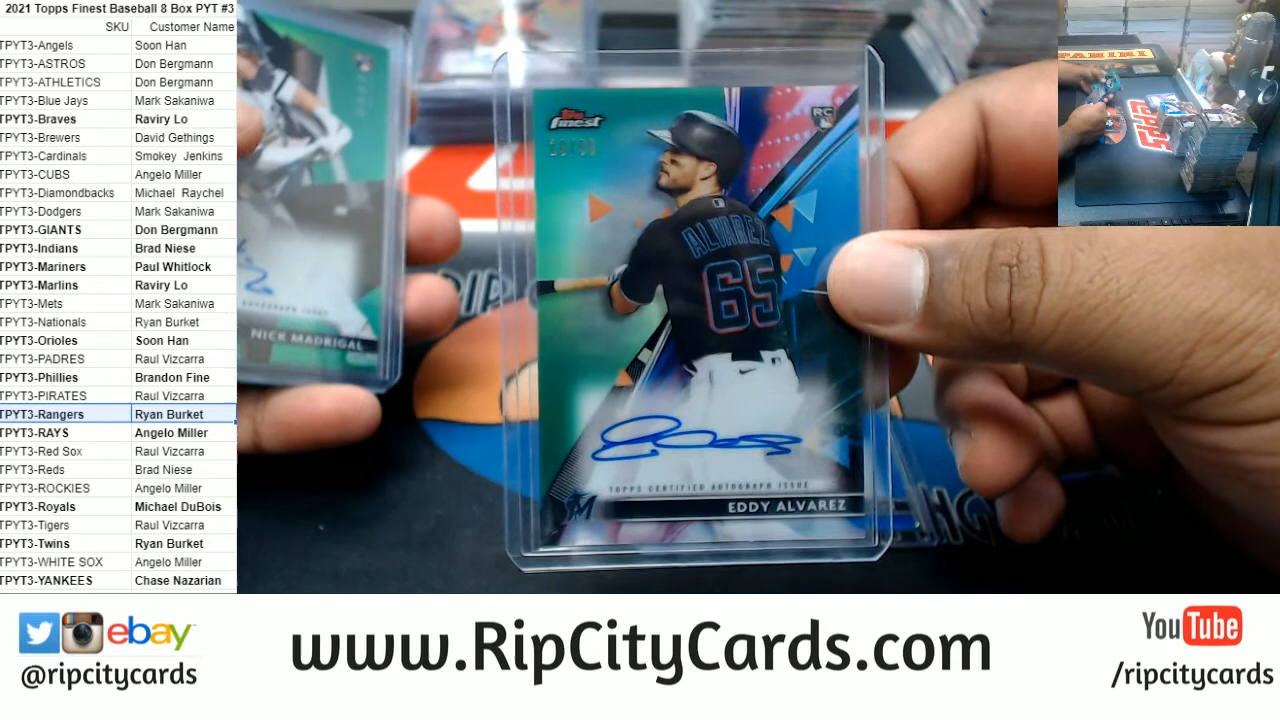 2021 Topps Finest Baseball 8 Box PYT #3
SKU Customer Name
TPYT3-Angels Soon Han
TPYT3-ASTROS Don Bergmann
TPYT3-ATHLETICS Don Bergmann
TPYT3-Blue Jays Mark Sakaniwa
TPYT3-Braves Raviry Lo
TPYT3-Brewers David Gethings
TPYT3-Cardinals Smokey Jenkins
TPYT3-CUBS Angelo Miller
TPYT3-Diamondbacks Michael Raychel
TPYT3-Dodgers Mark Sakaniwa
TPYT3-GIANTS Don Bergmann
TPYT3-Indians Brad Niese
TPYT3-Mariners Paul Whitlock
TPYT3-Marlins Raviry Lo
TPYT3-Mets Mark Sakaniwa
TPYT3-Nationals Ryan Burket
TPYT3-Orioles Soon Han
TPYT3-PADRES Raul Vizcarra
TPYT3-Phillies Brandon Fine
TPYT3-PIRATES Raul Vizcarra
TPYT3-Rangers Ryan Burket
TPYT3-RAYS Angelo Miller
TPYT3-Red Sox Raul Vizcarra
TPYT3-Reds Brad Niese
TPYT3-ROCKIES Angelo Miller
TPYT3-Royals Michael DuBois
TPYT3-Tigers Raul Vizcarra
TPYT3-Twins Ryan Burket
TPYT3-WHITE SOX Angelo Miller
TPYT3-YANKEES Chase Nazarian
AUTOGRAPH ISSUE
NICK MADRIGAL
Topps finest
RC
ALVAREZ
65
TOPPS CERTIFIED AUTOGRAPH ISSUE
EDDY ALVAREZ
M
RIP
PANINI
topps
ebay
@ripcitycards
www.RipCityCards.com
YouTube
/ripcitycards